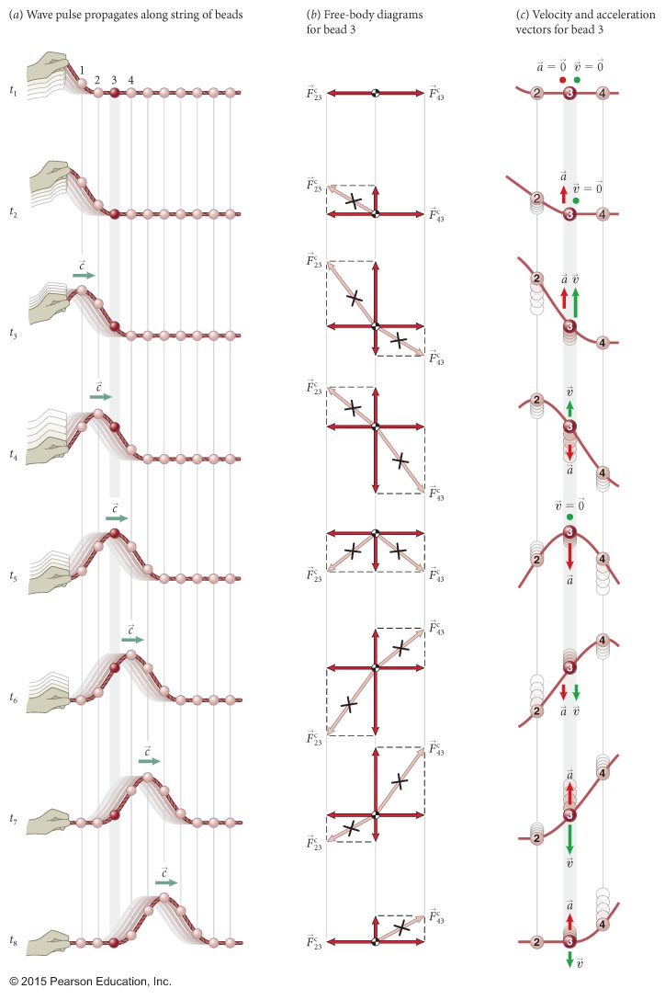 (a) Wave pulse propagates along string of beads
(b) Free-body diagrams
for bead 3
(c) Velocity and acceleration
vectors for bead 3
t₁ 1 2 3 4
F⃗ᶜ₂₃ F⃗ᶜ₄₃
a⃗ = 0⃗ v⃗ = 0⃗
2 3 4
t₂
F⃗ᶜ₂₃ F⃗ᶜ₄₃
a⃗ v⃗ = 0⃗
2 3 4
t₃ c⃗
F⃗ᶜ₂₃ F⃗ᶜ₄₃
a⃗ v⃗
2 3 4
t₄ c⃗
F⃗ᶜ₂₃ F⃗ᶜ₄₃
v⃗
2 3 4
a⃗
t₅ c⃗
F⃗ᶜ₂₃ F⃗ᶜ₄₃
v⃗ = 0⃗
2 3 4
a⃗
t₆ c⃗
F⃗ᶜ₄₃
F⃗ᶜ₂₃
4
3
2 a⃗ v⃗
t₇ c⃗
F⃗ᶜ₄₃
F⃗ᶜ₂₃
a⃗ 4
2 3
v⃗
t₈ c⃗
F⃗ᶜ₂₃ F⃗ᶜ₄₃
a⃗
2 3 4
v⃗
© 2015 Pearson Education, Inc.